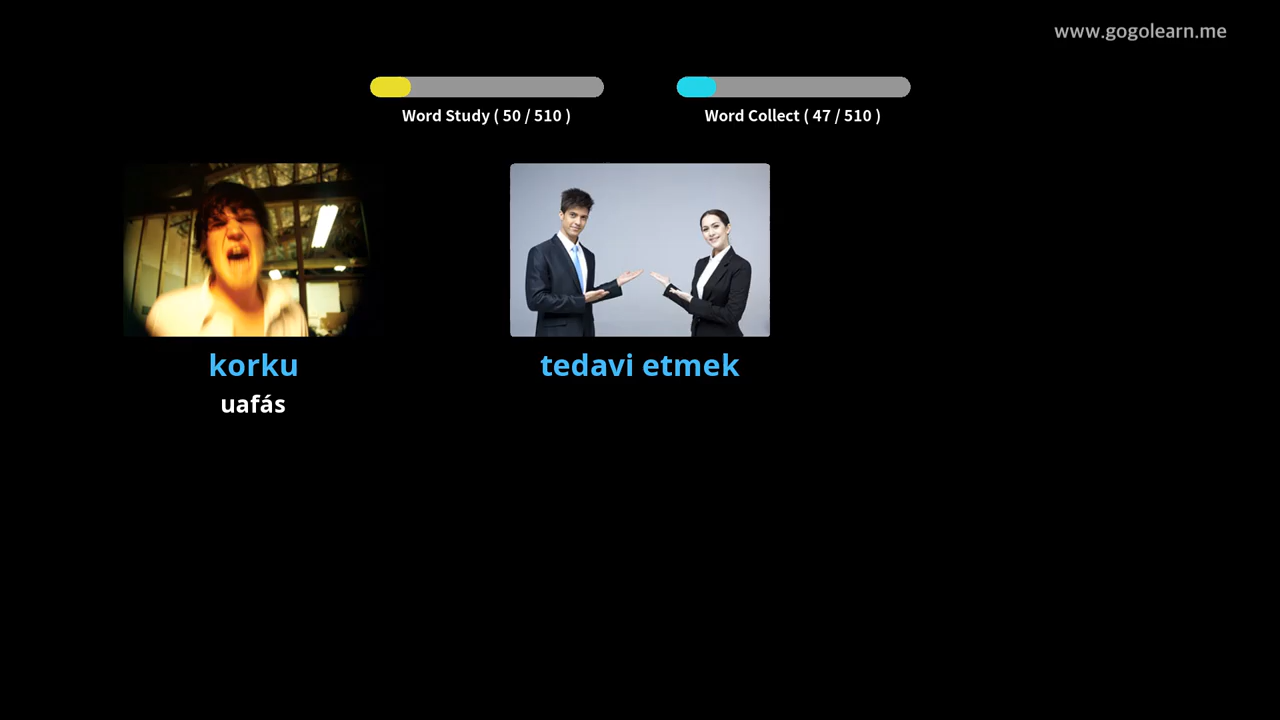 www.gogolearn.me
Word Study ( 50 / 510 )
Word Collect ( 47 / 510 )
korku
tedavi etmek
uafás